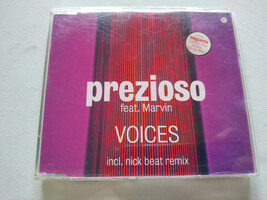 prezioso
feat. Marvin
VOICES
incl. nick beat remix